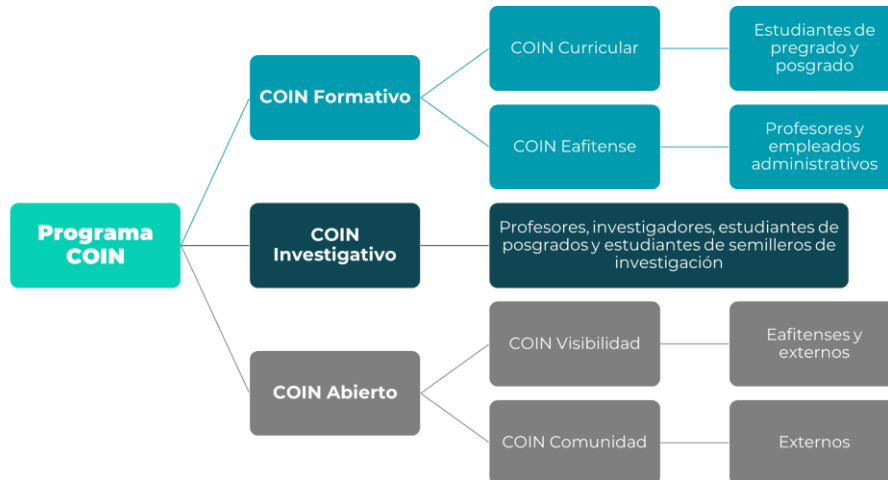 Programa
COIN
COIN Formativo
COIN Curricular
Estudiantes de
pregrado y
posgrado
COIN Eafitense
Profesores y
empleados
administrativos
COIN
Investigativo
Profesores, investigadores, estudiantes de
posgrados y estudiantes de semilleros de
investigación
COIN Abierto
COIN Visibilidad
Eafitenses y
externos
COIN Comunidad
Externos